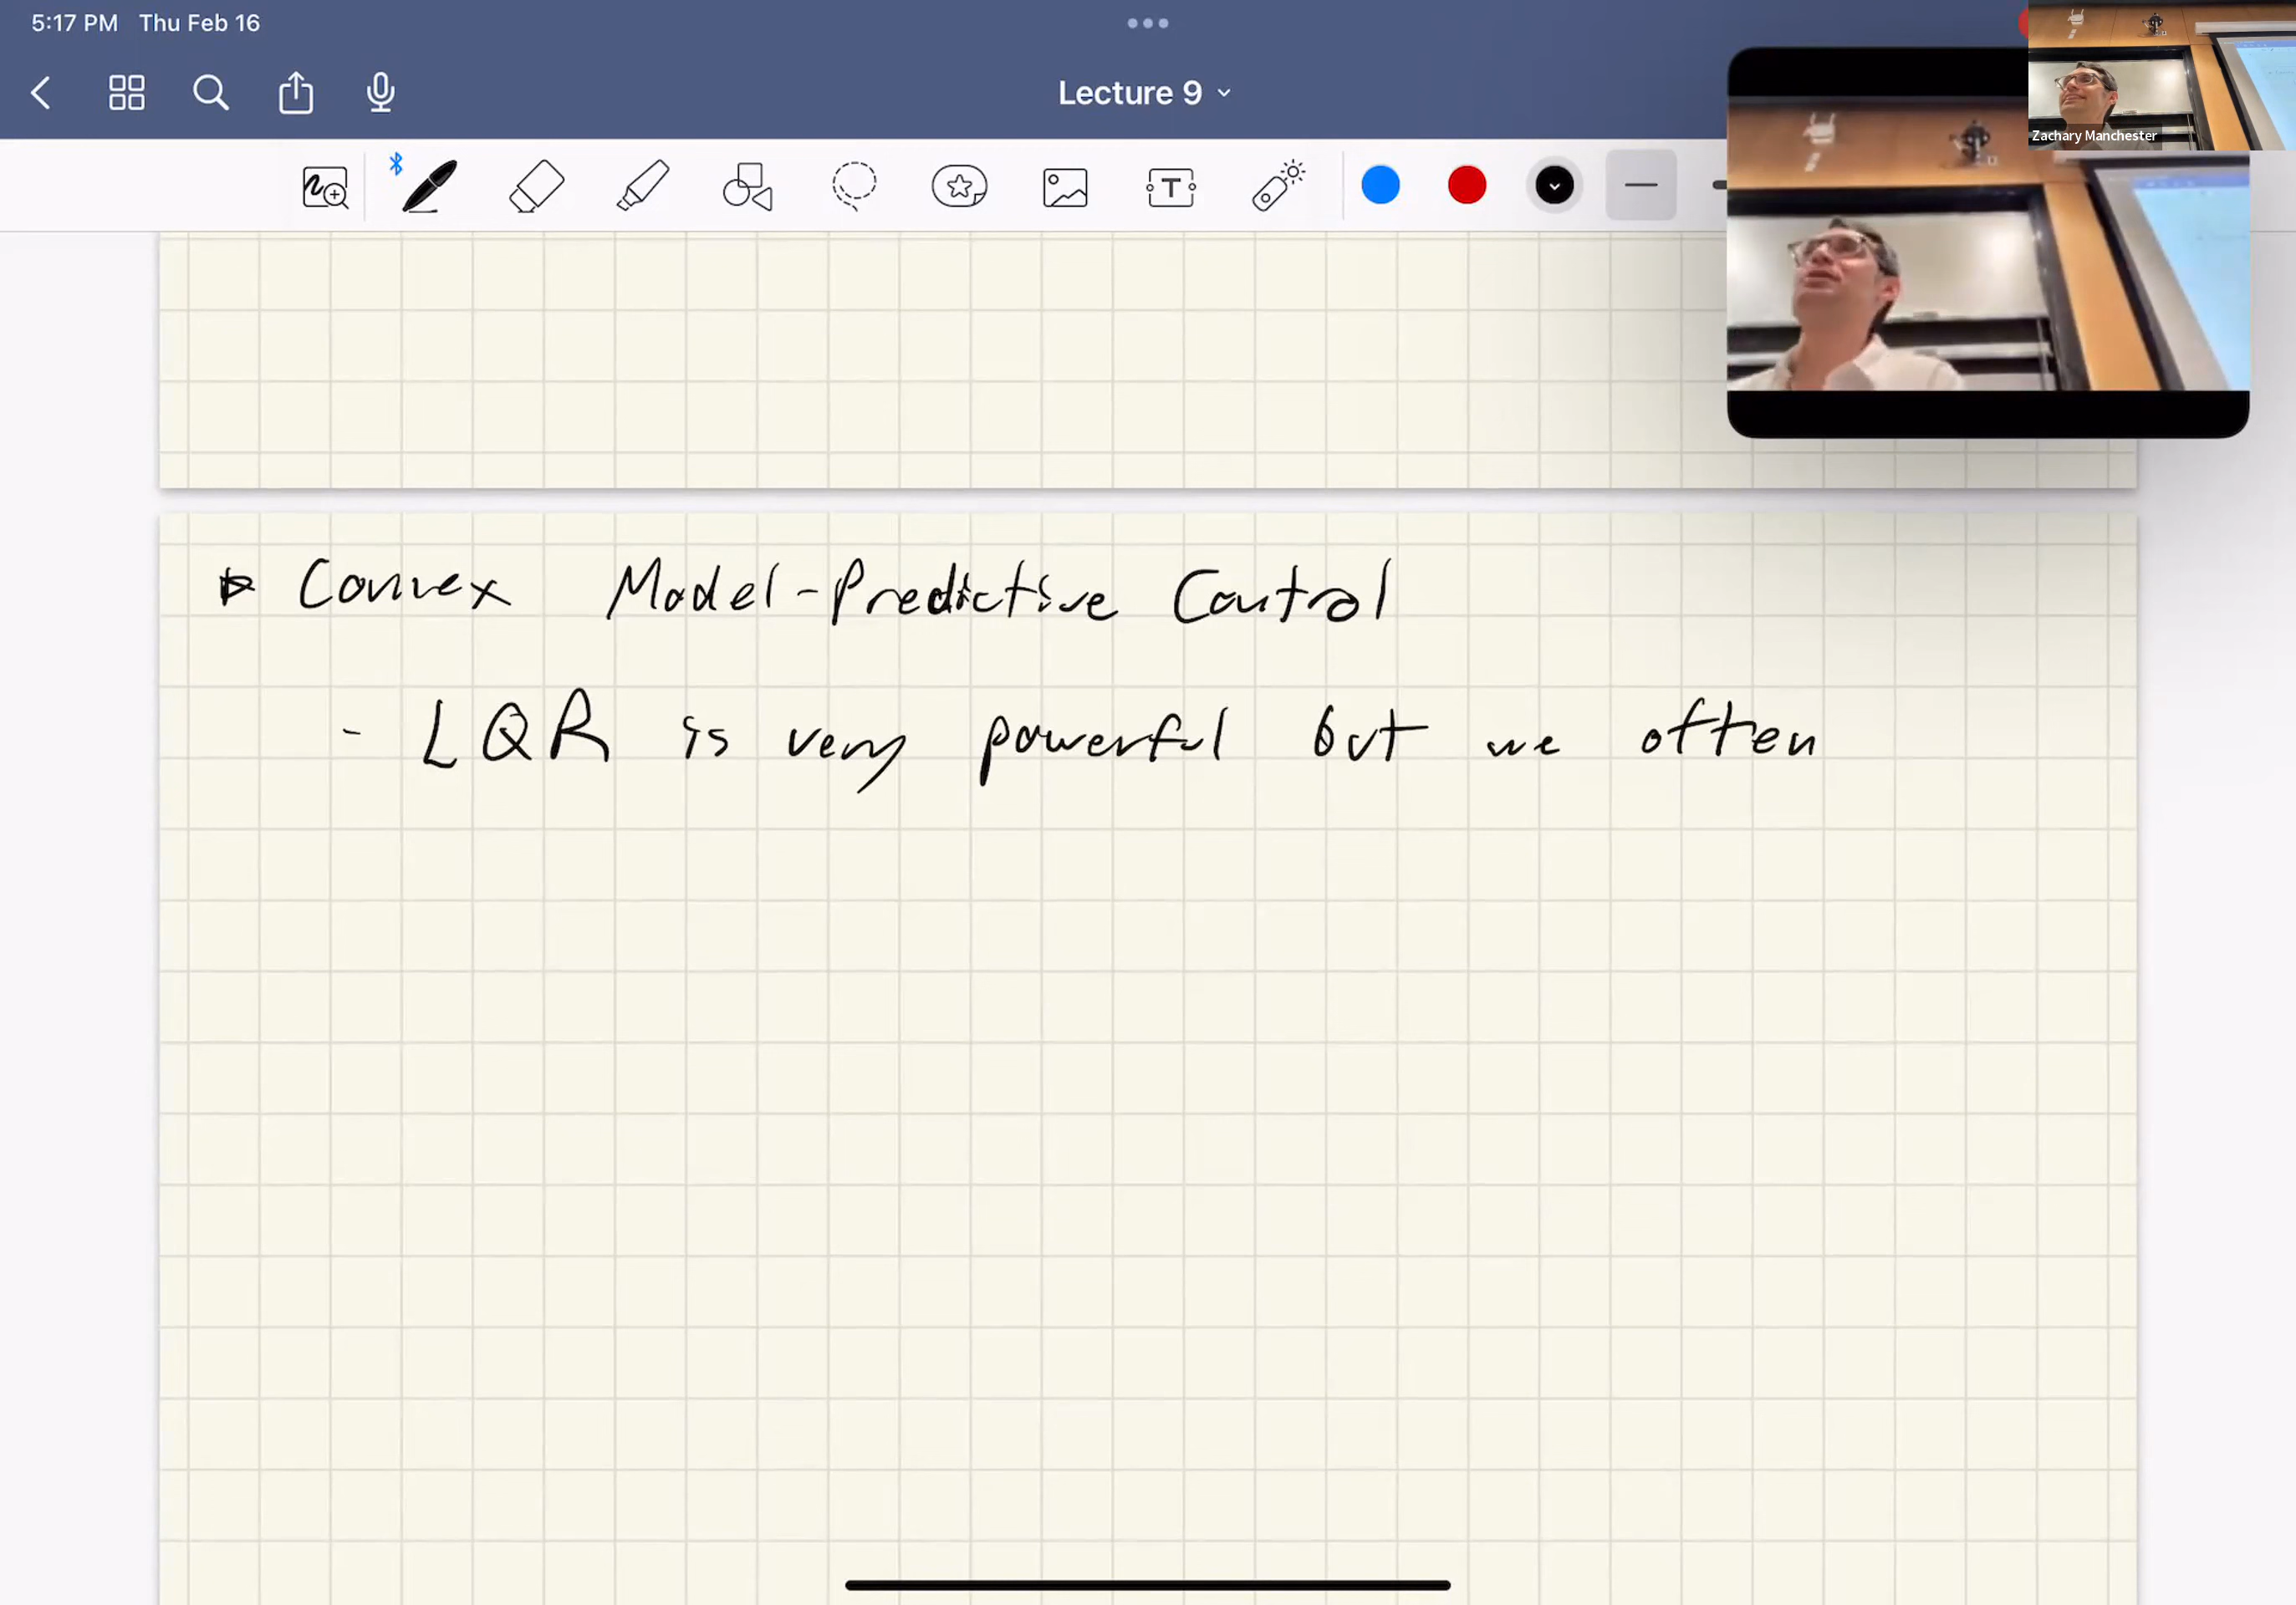 5:17 PM Thu Feb 16
Lecture 9
Zachary Manchester
T
Convex Model-Predictive Control
- LQR is very powerful but we often